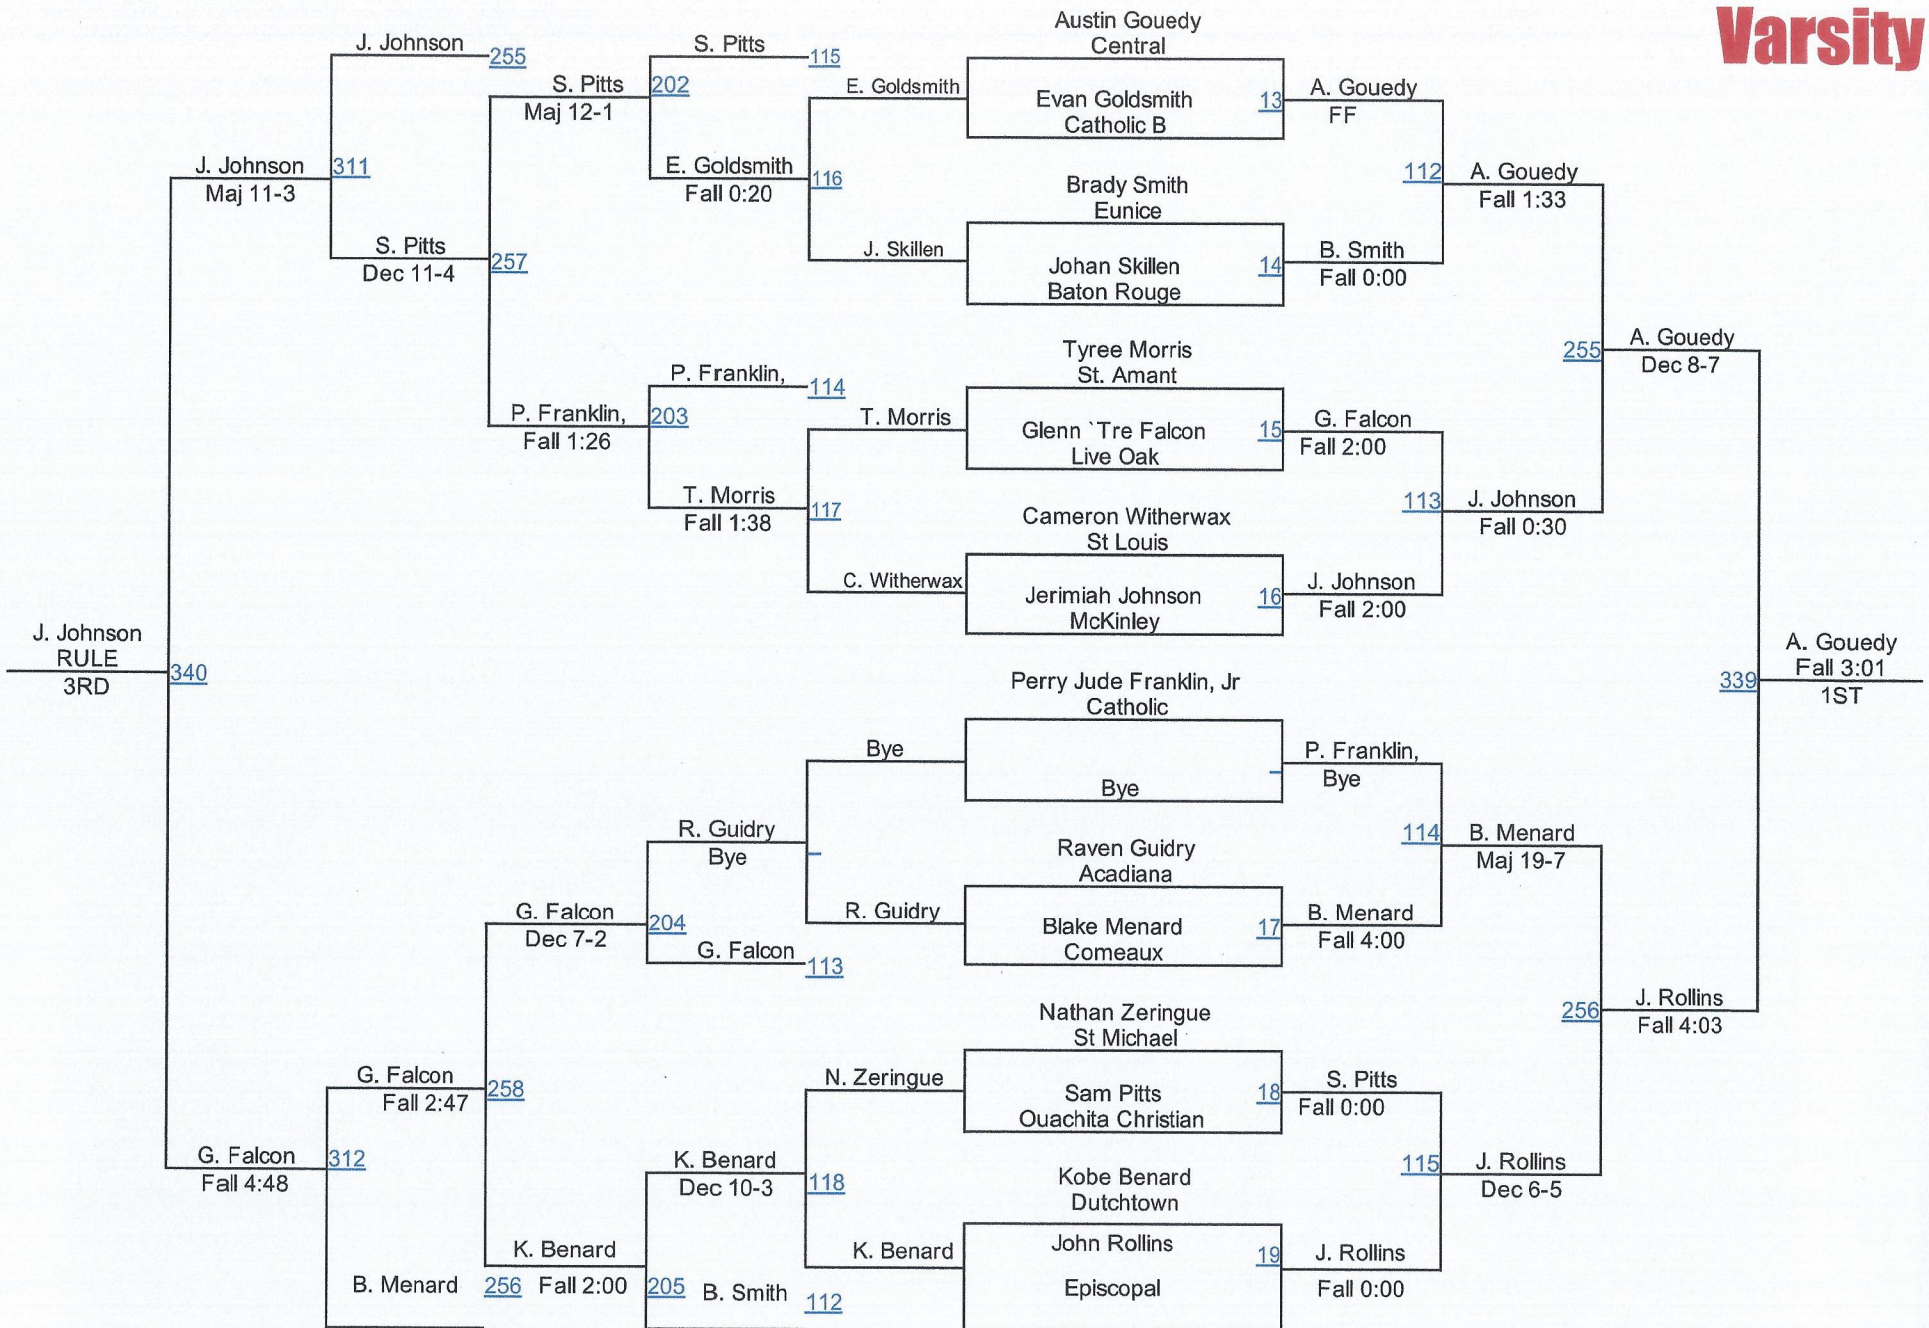 Varsity
Austin Gouedy
Central
J. Johnson
255
S. Pitts
115
S. Pitts
202
Maj 12-1
E. Goldsmith
Evan Goldsmith
13
Catholic B
A. Gouedy
FF
J. Johnson
311
Maj 11-3
E. Goldsmith
116
Fall 0:20
Brady Smith
Eunice
112
A. Gouedy
Fall 1:33
S. Pitts
257
Dec 11-4
J. Skillen
Johan Skillen
14
Baton Rouge
B. Smith
Fall 0:00
Tyree Morris
St. Amant
255
A. Gouedy
Dec 8-7
P. Franklin,
114
P. Franklin,
203
Fall 1:26
T. Morris
Glenn `Tre Falcon
15
Live Oak
G. Falcon
Fall 2:00
T. Morris
117
Fall 1:38
Cameron Witherwax
St Louis
113
J. Johnson
Fall 0:30
C. Witherwax
Jerimiah Johnson
16
McKinley
J. Johnson
Fall 2:00
J. Johnson
RULE
340
3RD
Perry Jude Franklin, Jr
Catholic
339
A. Gouedy
Fall 3:01
1ST
Bye
Bye
P. Franklin,
Bye
R. Guidry
Bye
Raven Guidry
Acadiana
114
B. Menard
Maj 19-7
G. Falcon
204
Dec 7-2
G. Falcon
113
R. Guidry
Blake Menard
17
Comeaux
B. Menard
Fall 4:00
Nathan Zeringue
St Michael
256
J. Rollins
Fall 4:03
G. Falcon
258
Fall 2:47
N. Zeringue
Sam Pitts
18
Ouachita Christian
S. Pitts
Fall 0:00
G. Falcon
312
Fall 4:48
K. Benard
118
Dec 10-3
Kobe Benard
Dutchtown
115
J. Rollins
Dec 6-5
K. Benard
Fall 2:00
205
B. Menard
256
B. Smith
112
K. Benard
John Rollins
19
Episcopal
J. Rollins
Fall 0:00